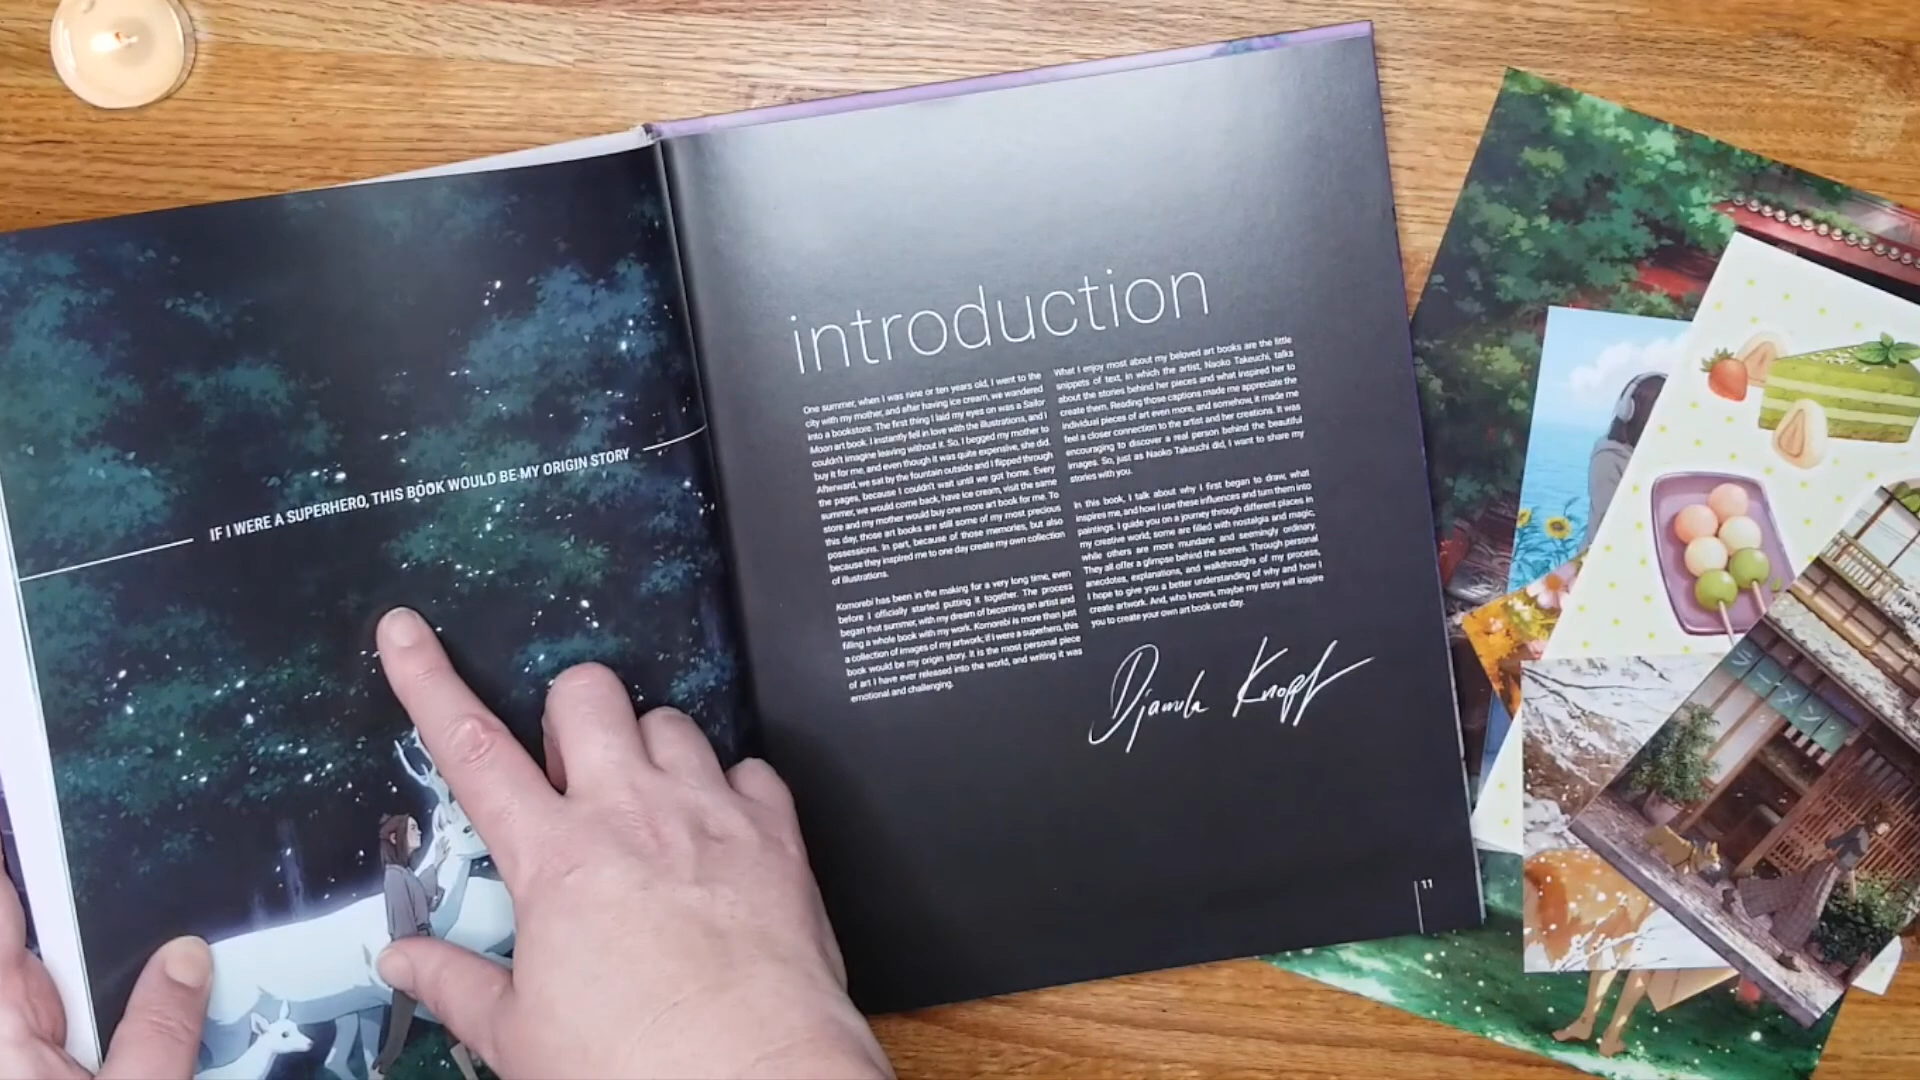 IF I WERE A SUPERHERO, THIS BOOK WOULD BE MY ORIGIN STORY
introduction
One summer, when I was nine or ten years old, I went to the
city with my mother, and after having ice cream, we wandered
into a bookstore. The first thing I laid my eyes on was a Sailor
Moon art book. I instantly fell in love with the illustrations, and I
couldn't imagine leaving without it. So, I begged my mother to
buy it for me, and even though it was quite expensive, she did.
Afterward, we sat by the fountain outside and I flipped through
the pages, because I couldn't wait until we got home. Every
summer, we would come back, have ice cream, visit the same
store and my mother would buy one more art book for me. To
this day, those art books are still some of my most precious
possessions. In part, because of those memories, but also
because they inspired me to one day create my own collection
of illustrations.
Komorebi has been in the making for a very long time, even
before I officially started putting it together. The process
began that summer, with my dream of becoming an artist and
filling a whole book with my work. Komorebi is more than just
a collection of images of my artwork; if I were a superhero, this
book would be my origin story. It is the most personal piece
of art I have ever released into the world, and writing it was
emotional and challenging.
What I enjoy most about my beloved art books are the little
snippets of text, in which the artist, Naoko Takeuchi, talks
about the stories behind her pieces and what inspired her to
create them. Reading those captions made me appreciate the
individual pieces of art even more, and somehow, it made me
feel a closer connection to the artist and her creations. It was
encouraging to discover a real person behind the beautiful
images. So, just as Naoko Takeuchi did, I want to share my
stories with you.
In this book, I talk about why I first began to draw, what
inspires me, and how I use these influences and turn them into
paintings. I guide you on a journey through different places in
my creative world; some are filled with nostalgia and magic,
while others are more mundane and seemingly ordinary.
They all offer a glimpse behind the scenes. Through personal
anecdotes, explanations, and walkthroughs of my process,
I hope to give you a better understanding of why and how I
create artwork. And, who knows, maybe my story will inspire
you to create your own art book one day.
Djamila Knopf
11
ラーメン